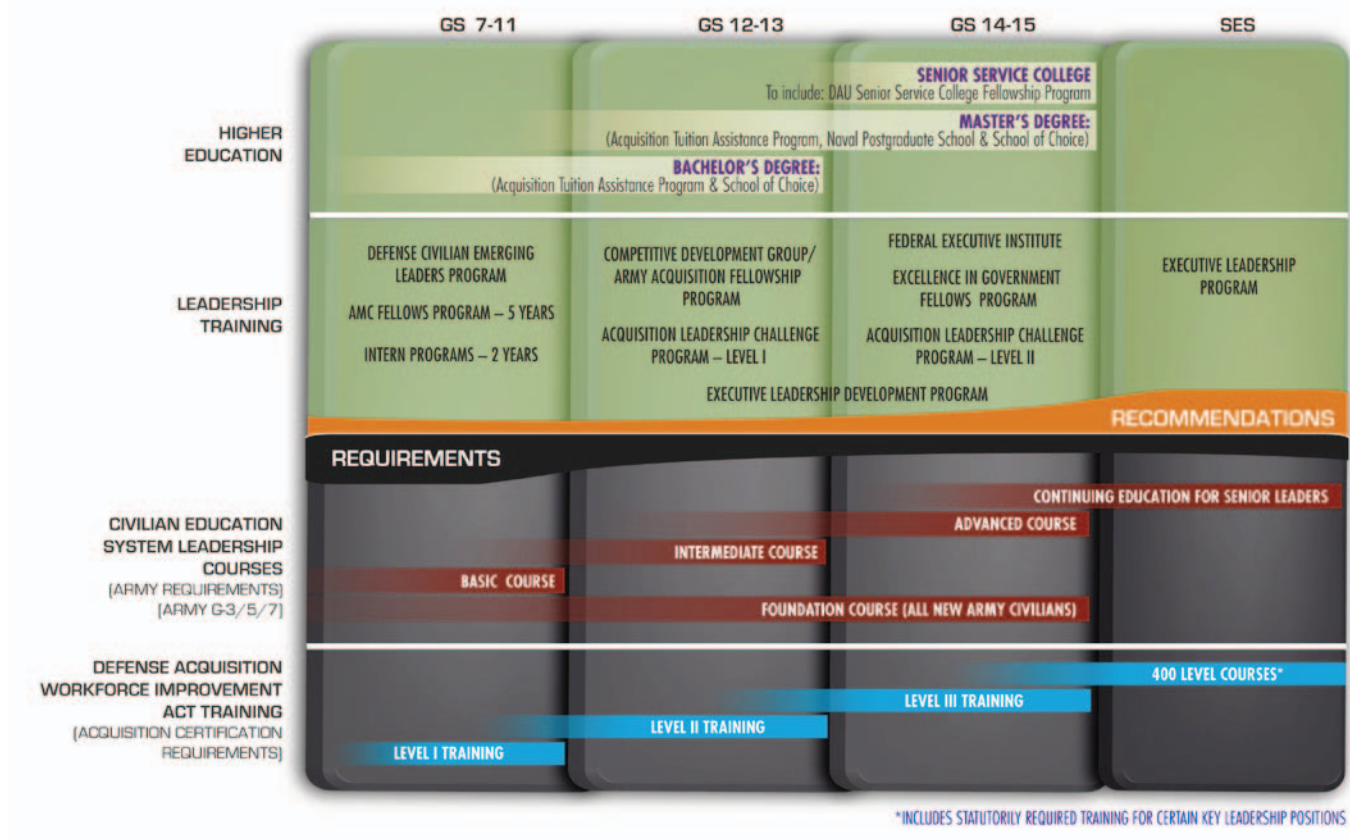 GS 7-11
GS 12-13
GS 14-15
SES
HIGHER
EDUCATION
SENIOR SERVICE COLLEGE
To include: DAU Senior Service College Fellowship Program
MASTER'S DEGREE:
(Acquisition Tuition Assistance Program, Naval Postgraduate School & School of Choice)
BACHELOR'S DEGREE:
(Acquisition Tuition Assistance Program & School of Choice)
LEADERSHIP
TRAINING
DEFENSE CIVILIAN EMERGING
LEADERS PROGRAM
AMC FELLOWS PROGRAM – 5 YEARS
INTERN PROGRAMS – 2 YEARS
COMPETITIVE DEVELOPMENT GROUP/
ARMY ACQUISITION FELLOWSHIP
PROGRAM
ACQUISITION LEADERSHIP CHALLENGE
PROGRAM – LEVEL I
FEDERAL EXECUTIVE INSTITUTE
EXCELLENCE IN GOVERNMENT
FELLOWS PROGRAM
ACQUISITION LEADERSHIP CHALLENGE
PROGRAM – LEVEL II
EXECUTIVE LEADERSHIP
PROGRAM
EXECUTIVE LEADERSHIP DEVELOPMENT PROGRAM
RECOMMENDATIONS
REQUIREMENTS
CIVILIAN EDUCATION
SYSTEM LEADERSHIP
COURSES
(ARMY REQUIREMENTS)
(ARMY G-3/5/7)
CONTINUING EDUCATION FOR SENIOR LEADERS
ADVANCED COURSE
INTERMEDIATE COURSE
BASIC COURSE
FOUNDATION COURSE (ALL NEW ARMY CIVILIANS)
DEFENSE ACQUISITION
WORKFORCE IMPROVEMENT
ACT TRAINING
(ACQUISITION CERTIFICATION
REQUIREMENTS)
400 LEVEL COURSES*
LEVEL III TRAINING
LEVEL II TRAINING
LEVEL I TRAINING
*INCLUDES STATUTORILY REQUIRED TRAINING FOR CERTAIN KEY LEADERSHIP POSITIONS